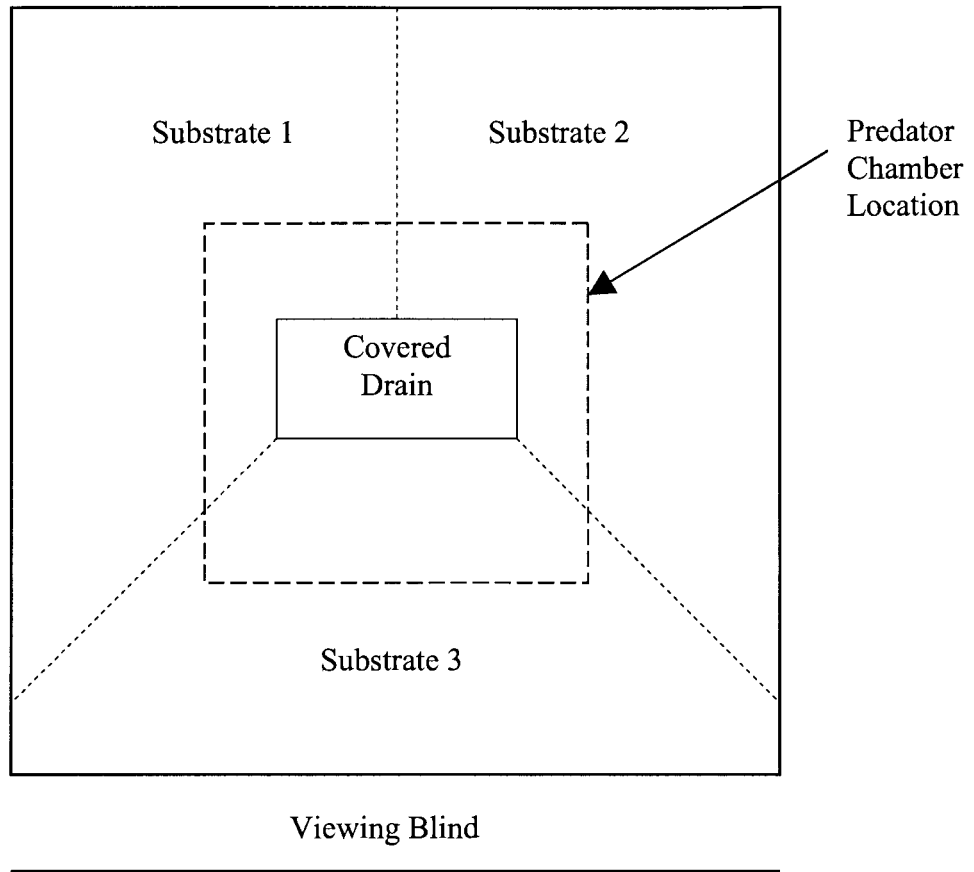 Substrate 1
Substrate 2
Predator
Chamber
Location
Covered
Drain
Substrate 3
Viewing Blind